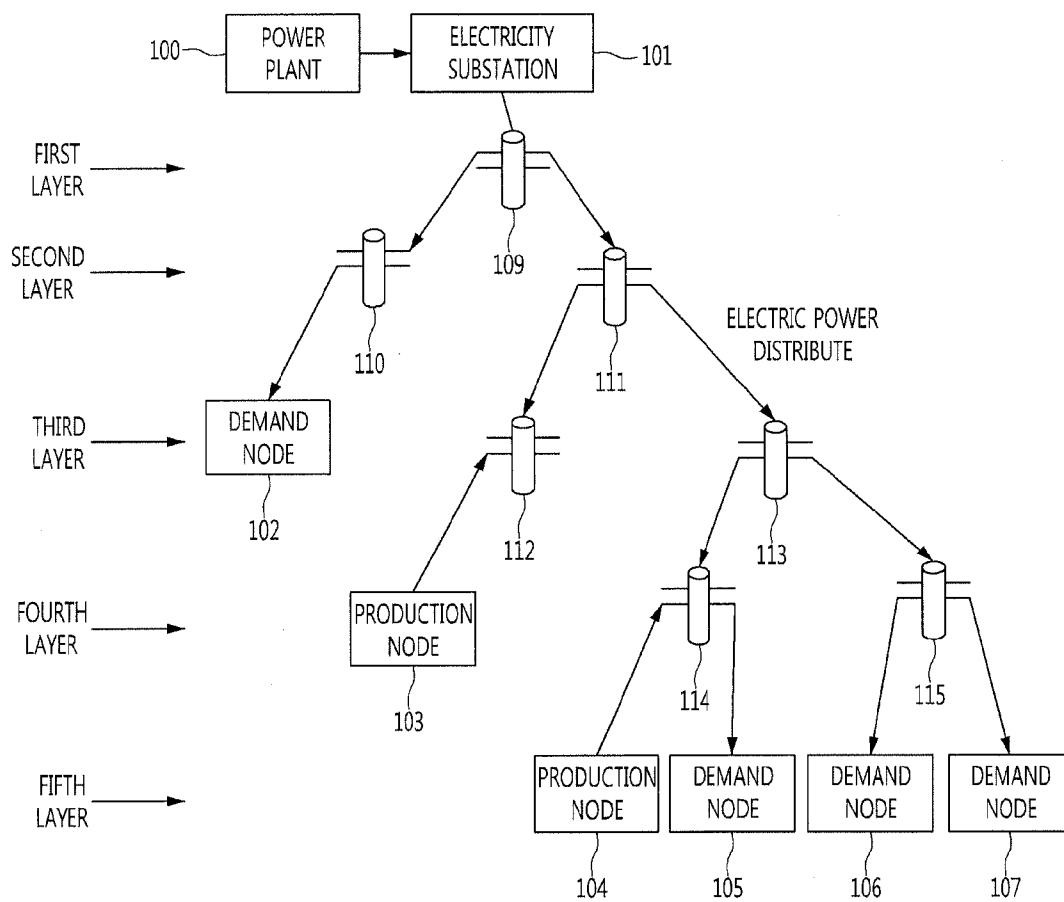 100
POWER
PLANT
ELECTRICITY
SUBSTATION
101
FIRST
LAYER
109
SECOND
LAYER
110
111
ELECTRIC POWER
DISTRIBUTE
THIRD
LAYER
DEMAND
NODE
102
112
113
FOURTH
LAYER
PRODUCTION
NODE
103
114
115
FIFTH
LAYER
PRODUCTION
NODE
DEMAND
NODE
DEMAND
NODE
DEMAND
NODE
104
105
106
107